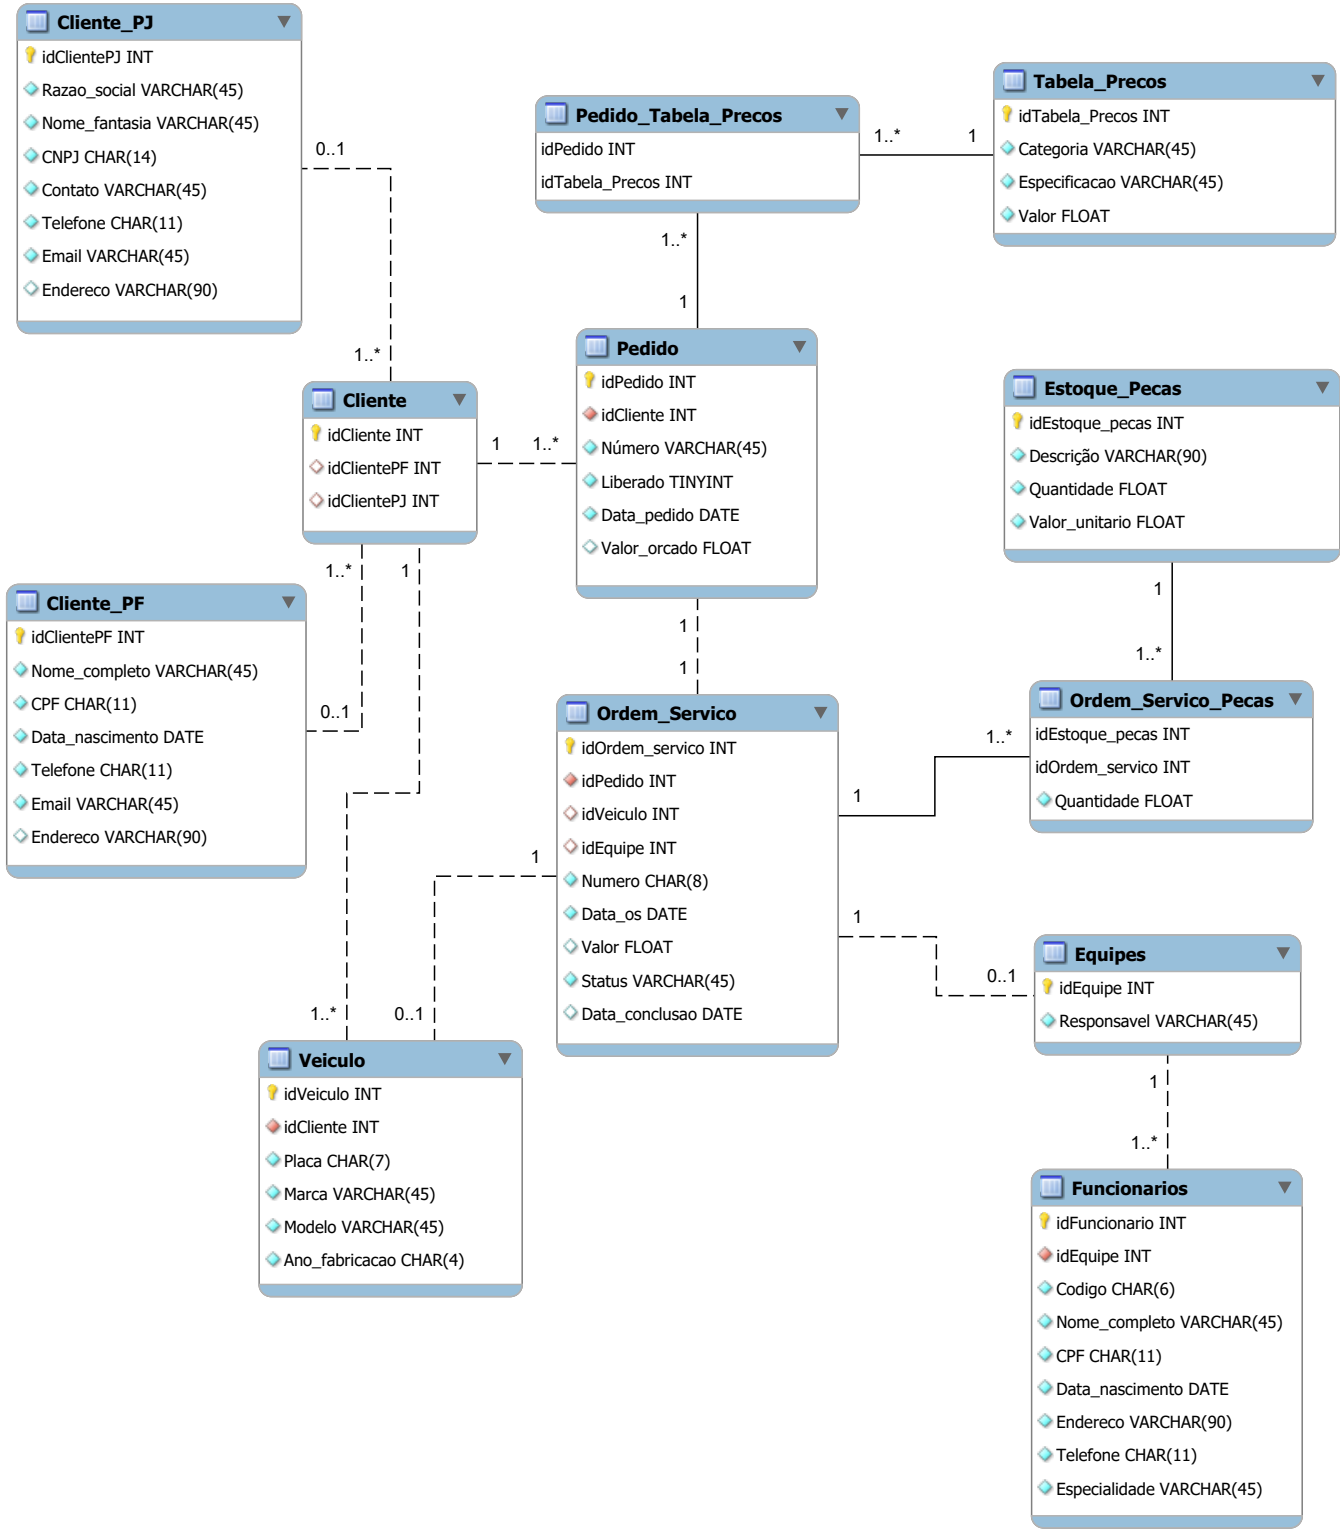 Cliente_PJ
idClientePJ INT
Razao_social VARCHAR(45)
Nome_fantasia VARCHAR(45)
CNPJ CHAR(14)
Contato VARCHAR(45)
Telefone CHAR(11)
Email VARCHAR(45)
Endereco VARCHAR(90)
0..1
1..*
Pedido_Tabela_Precos
idPedido INT
idTabela_Precos INT
1..*
1
Tabela_Precos
idTabela_Precos INT
Categoria VARCHAR(45)
Especificacao VARCHAR(45)
Valor FLOAT
1..*
1
Cliente
idCliente INT
idClientePF INT
idClientePJ INT
1
1..*
Pedido
idPedido INT
idCliente INT
Número VARCHAR(45)
Liberado TINYINT
Data_pedido DATE
Valor_orcado FLOAT
Estoque_Pecas
idEstoque_pecas INT
Descrição VARCHAR(90)
Quantidade FLOAT
Valor_unitario FLOAT
1..*
1
Cliente_PF
idClientePF INT
Nome_completo VARCHAR(45)
CPF CHAR(11)
Data_nascimento DATE
Telefone CHAR(11)
Email VARCHAR(45)
Endereco VARCHAR(90)
0..1
1
1
1
1..*
Ordem_Servico
idOrdem_servico INT
idPedido INT
idVeiculo INT
idEquipe INT
Numero CHAR(8)
Data_os DATE
Valor FLOAT
Status VARCHAR(45)
Data_conclusao DATE
Ordem_Servico_Pecas
idEstoque_pecas INT
idOrdem_servico INT
Quantidade FLOAT
1..*
1
1
1
0..1
Equipes
idEquipe INT
Responsavel VARCHAR(45)
1..*
0..1
Veiculo
idVeiculo INT
idCliente INT
Placa CHAR(7)
Marca VARCHAR(45)
Modelo VARCHAR(45)
Ano_fabricacao CHAR(4)
1
1..*
Funcionarios
idFuncionario INT
idEquipe INT
Codigo CHAR(6)
Nome_completo VARCHAR(45)
CPF CHAR(11)
Data_nascimento DATE
Endereco VARCHAR(90)
Telefone CHAR(11)
Especialidade VARCHAR(45)